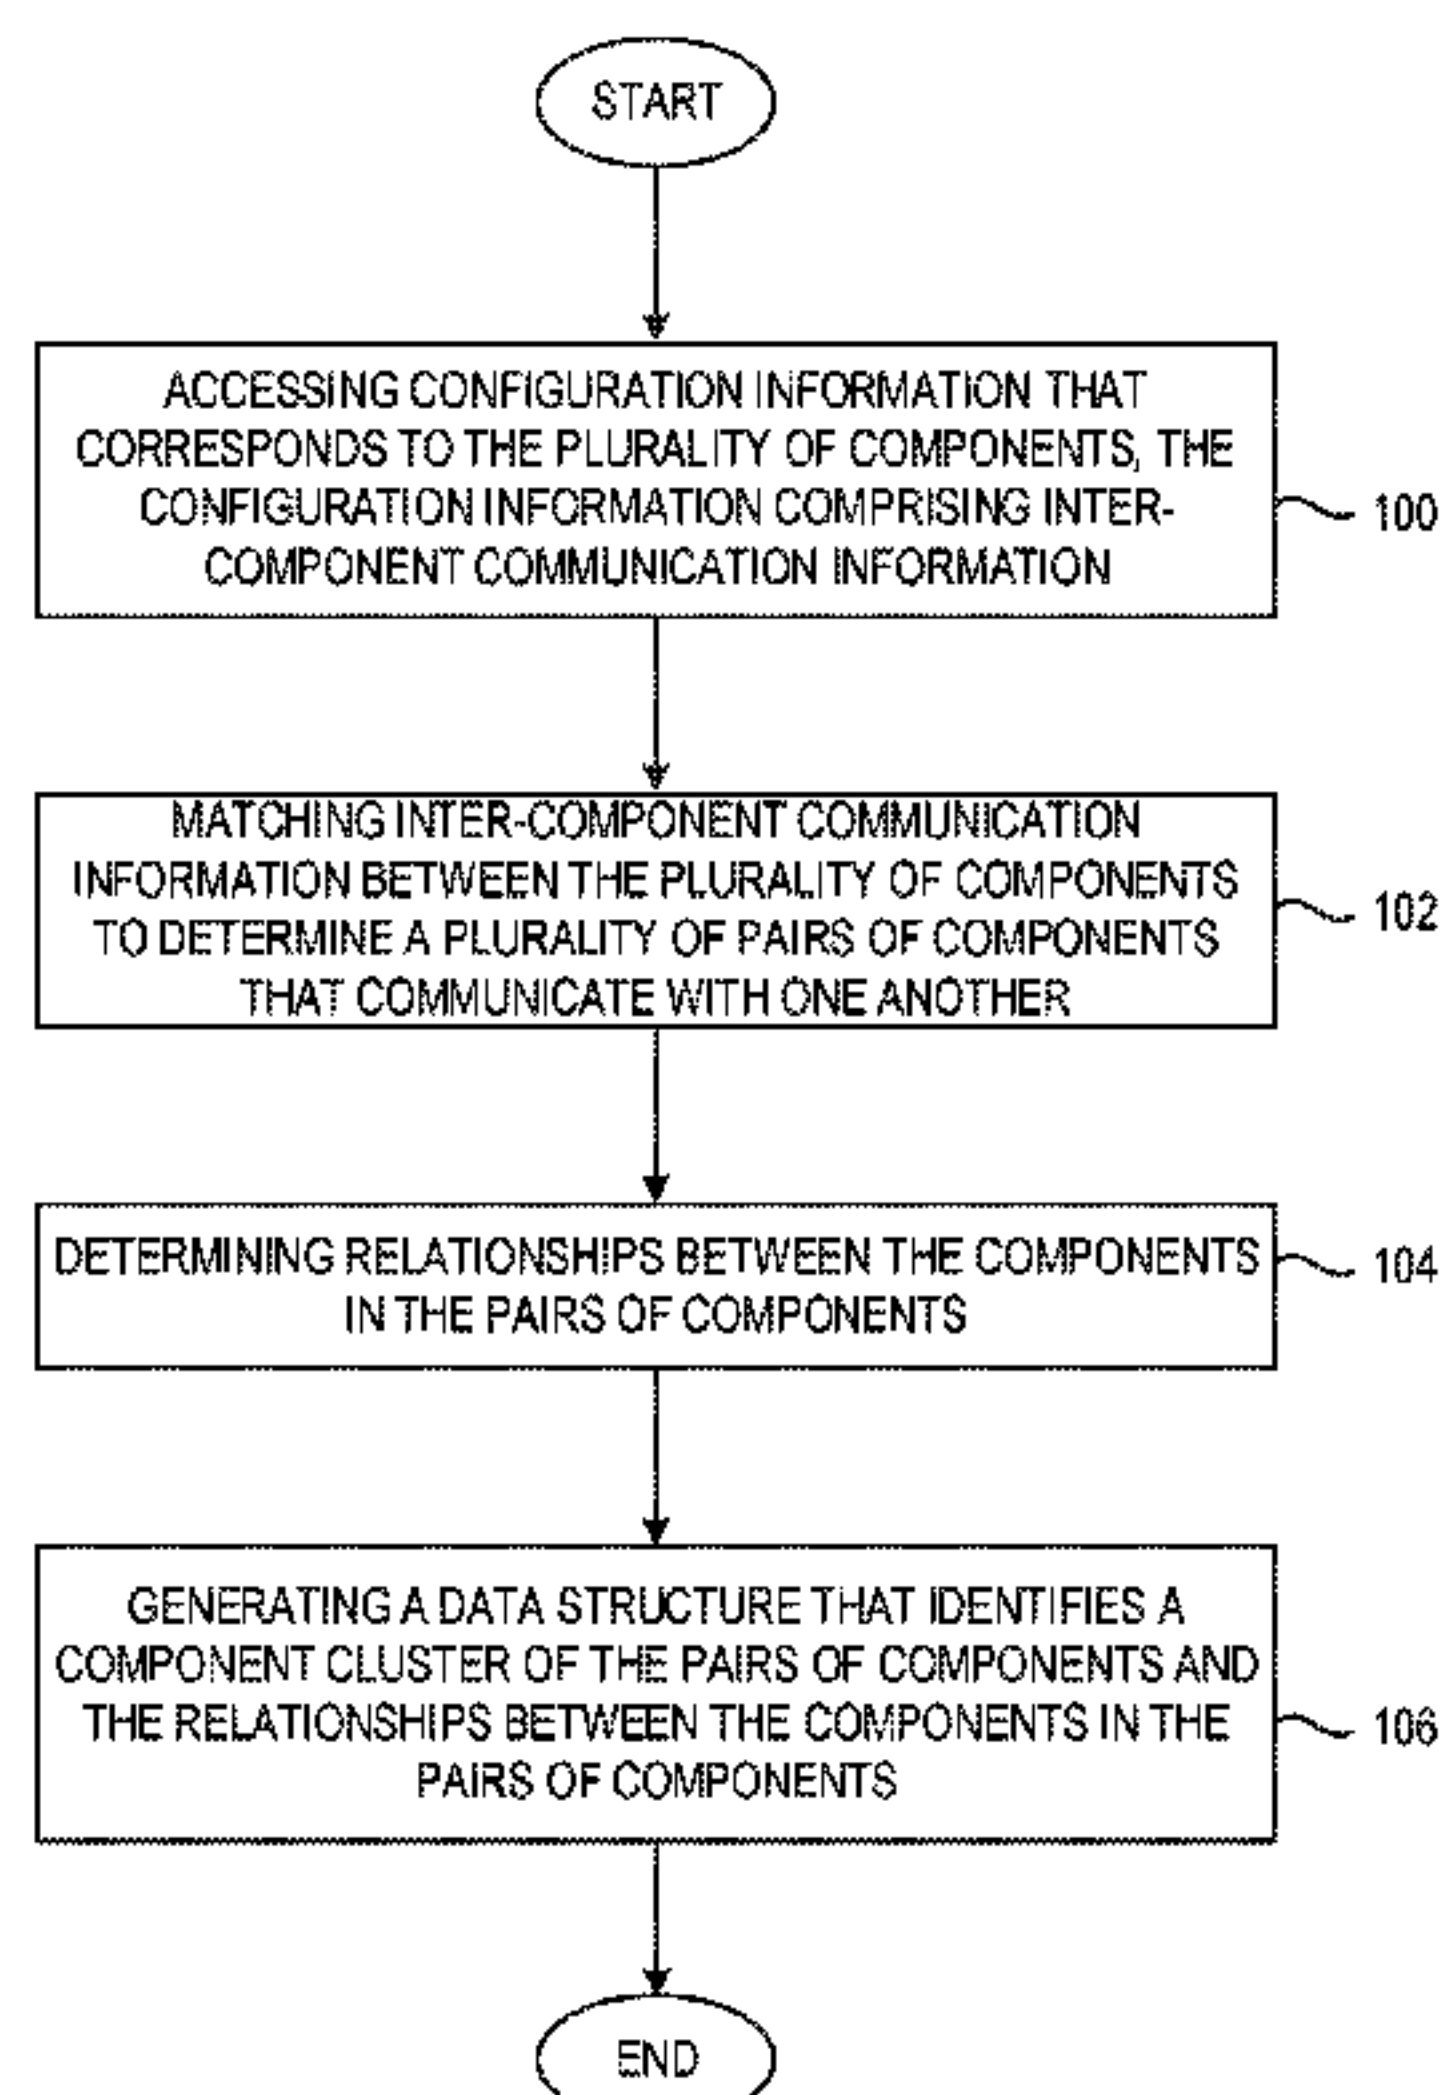 START
ACCESSING CONFIGURATION INFORMATION THAT
CORRESPONDS TO THE PLURALITY OF COMPONENTS, THE
CONFIGURATION INFORMATION COMPRISING INTER-
COMPONENT COMMUNICATION INFORMATION
100
MATCHING INTER-COMPONENT COMMUNICATION
INFORMATION BETWEEN THE PLURALITY OF COMPONENTS
TO DETERMINE A PLURALITY OF PAIRS OF COMPONENTS
THAT COMMUNICATE WITH ONE ANOTHER
102
DETERMINING RELATIONSHIPS BETWEEN THE COMPONENTS
IN THE PAIRS OF COMPONENTS
104
GENERATING A DATA STRUCTURE THAT IDENTIFIES A
COMPONENT CLUSTER OF THE PAIRS OF COMPONENTS AND
THE RELATIONSHIPS BETWEEN THE COMPONENTS IN THE
PAIRS OF COMPONENTS
106
END